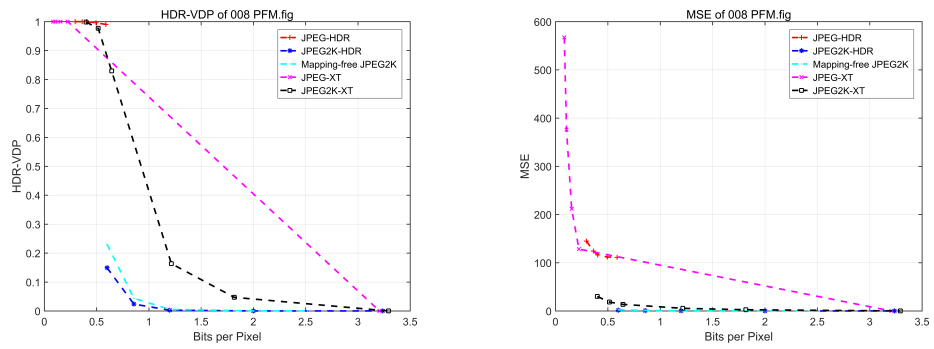 HDR-VDP of 008 PFM.fig
1
0.9
0.8
0.7
0.6
0.5
0.4
0.3
0.2
0.1
0
HDR-VDP
0 0.5 1 1.5 2 2.5 3 3.5
Bits per Pixel
JPEG-HDR
JPEG2K-HDR
Mapping-free JPEG2K
JPEG-XT
JPEG2K-XT
MSE of 008 PFM.fig
600
500
400
300
200
100
0
MSE
0 0.5 1 1.5 2 2.5 3 3.5
Bits per Pixel
JPEG-HDR
JPEG2K-HDR
Mapping-free JPEG2K
JPEG-XT
JPEG2K-XT